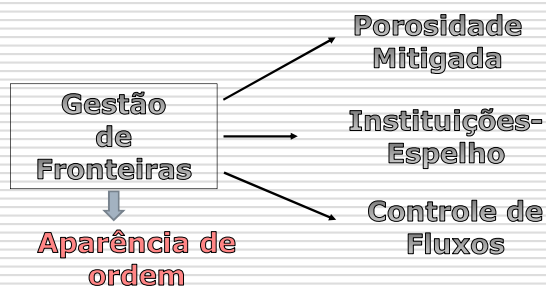 Porosidade
Mitigada
Gestão
de
Fronteiras
Instituições-
Espelho
Controle de
Fluxos
Aparência de
ordem